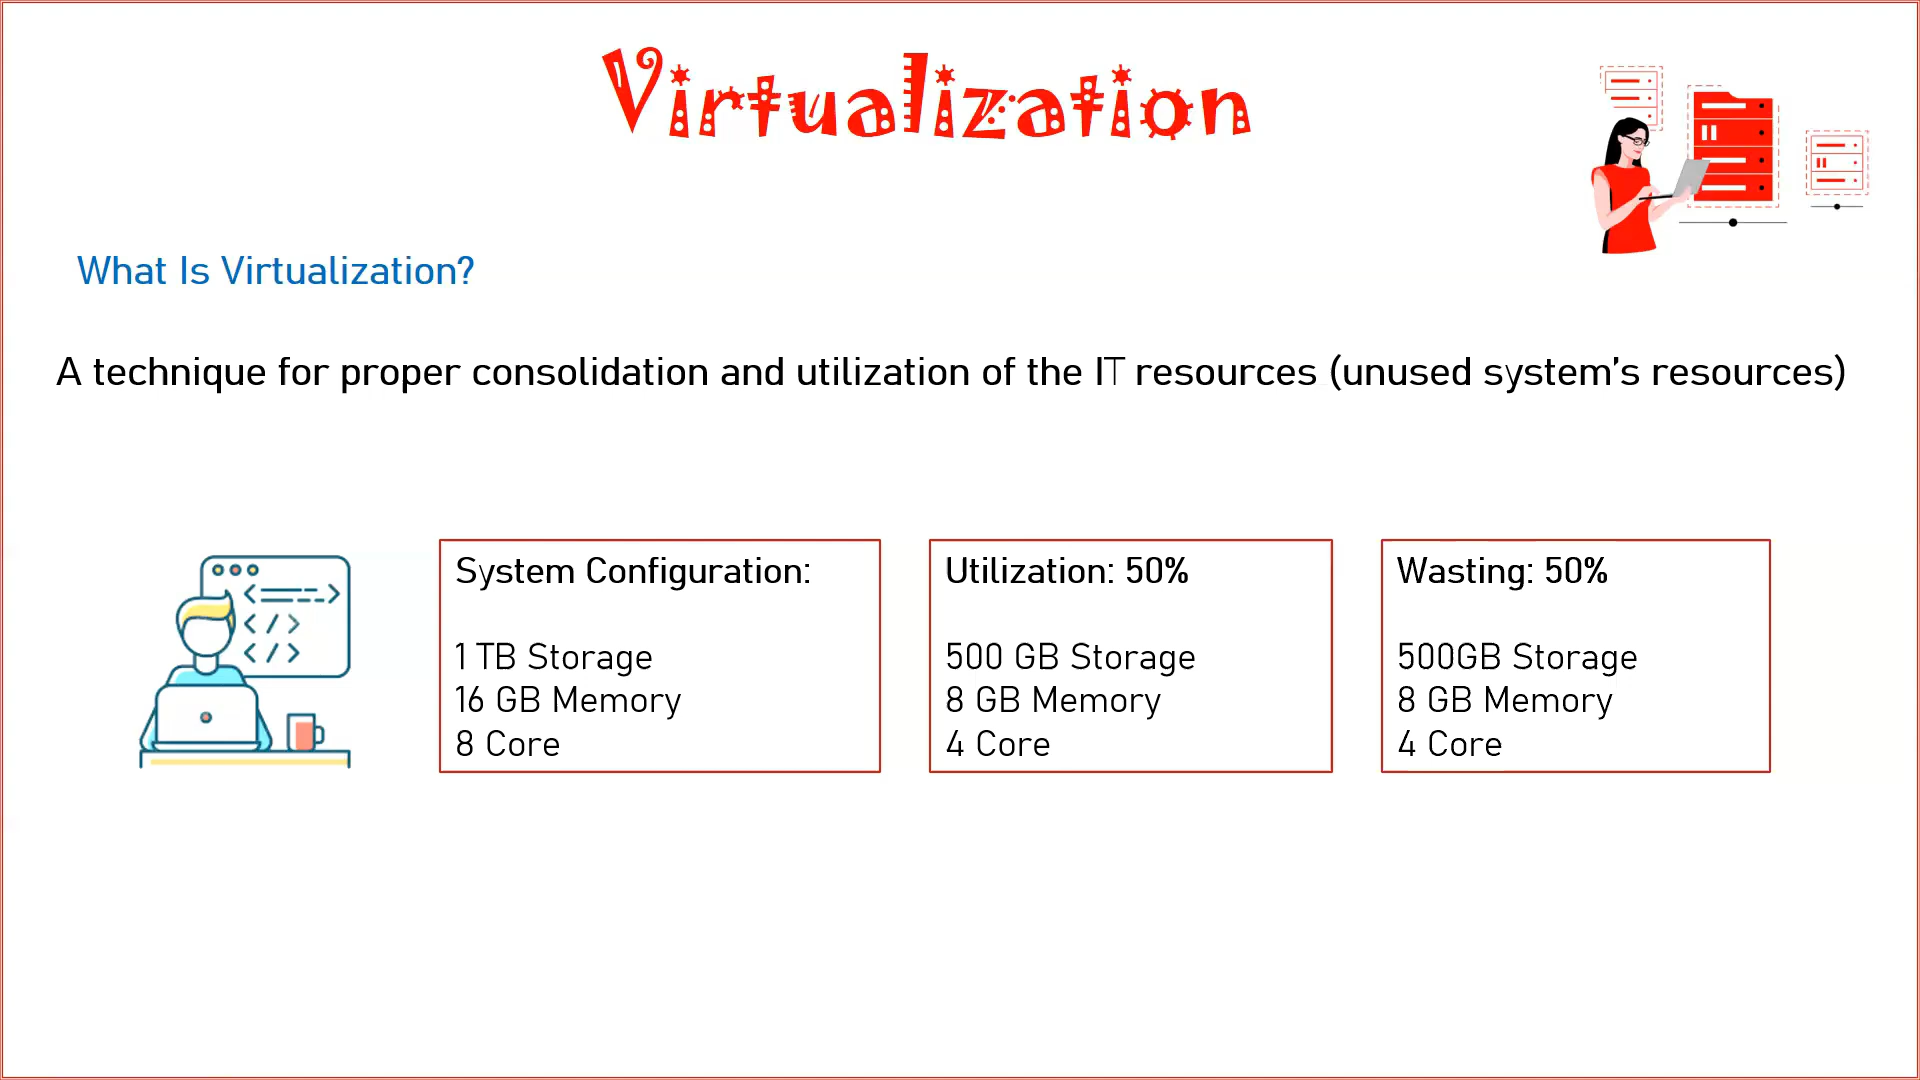 Virtualization
What Is Virtualization?
A technique for proper consolidation and utilization of the IT resources (unused system's resources)
System Configuration:
1 TB Storage
16 GB Memory
8 Core
Utilization: 50%
500 GB Storage
8 GB Memory
4 Core
Wasting: 50%
500GB Storage
8 GB Memory
4 Core